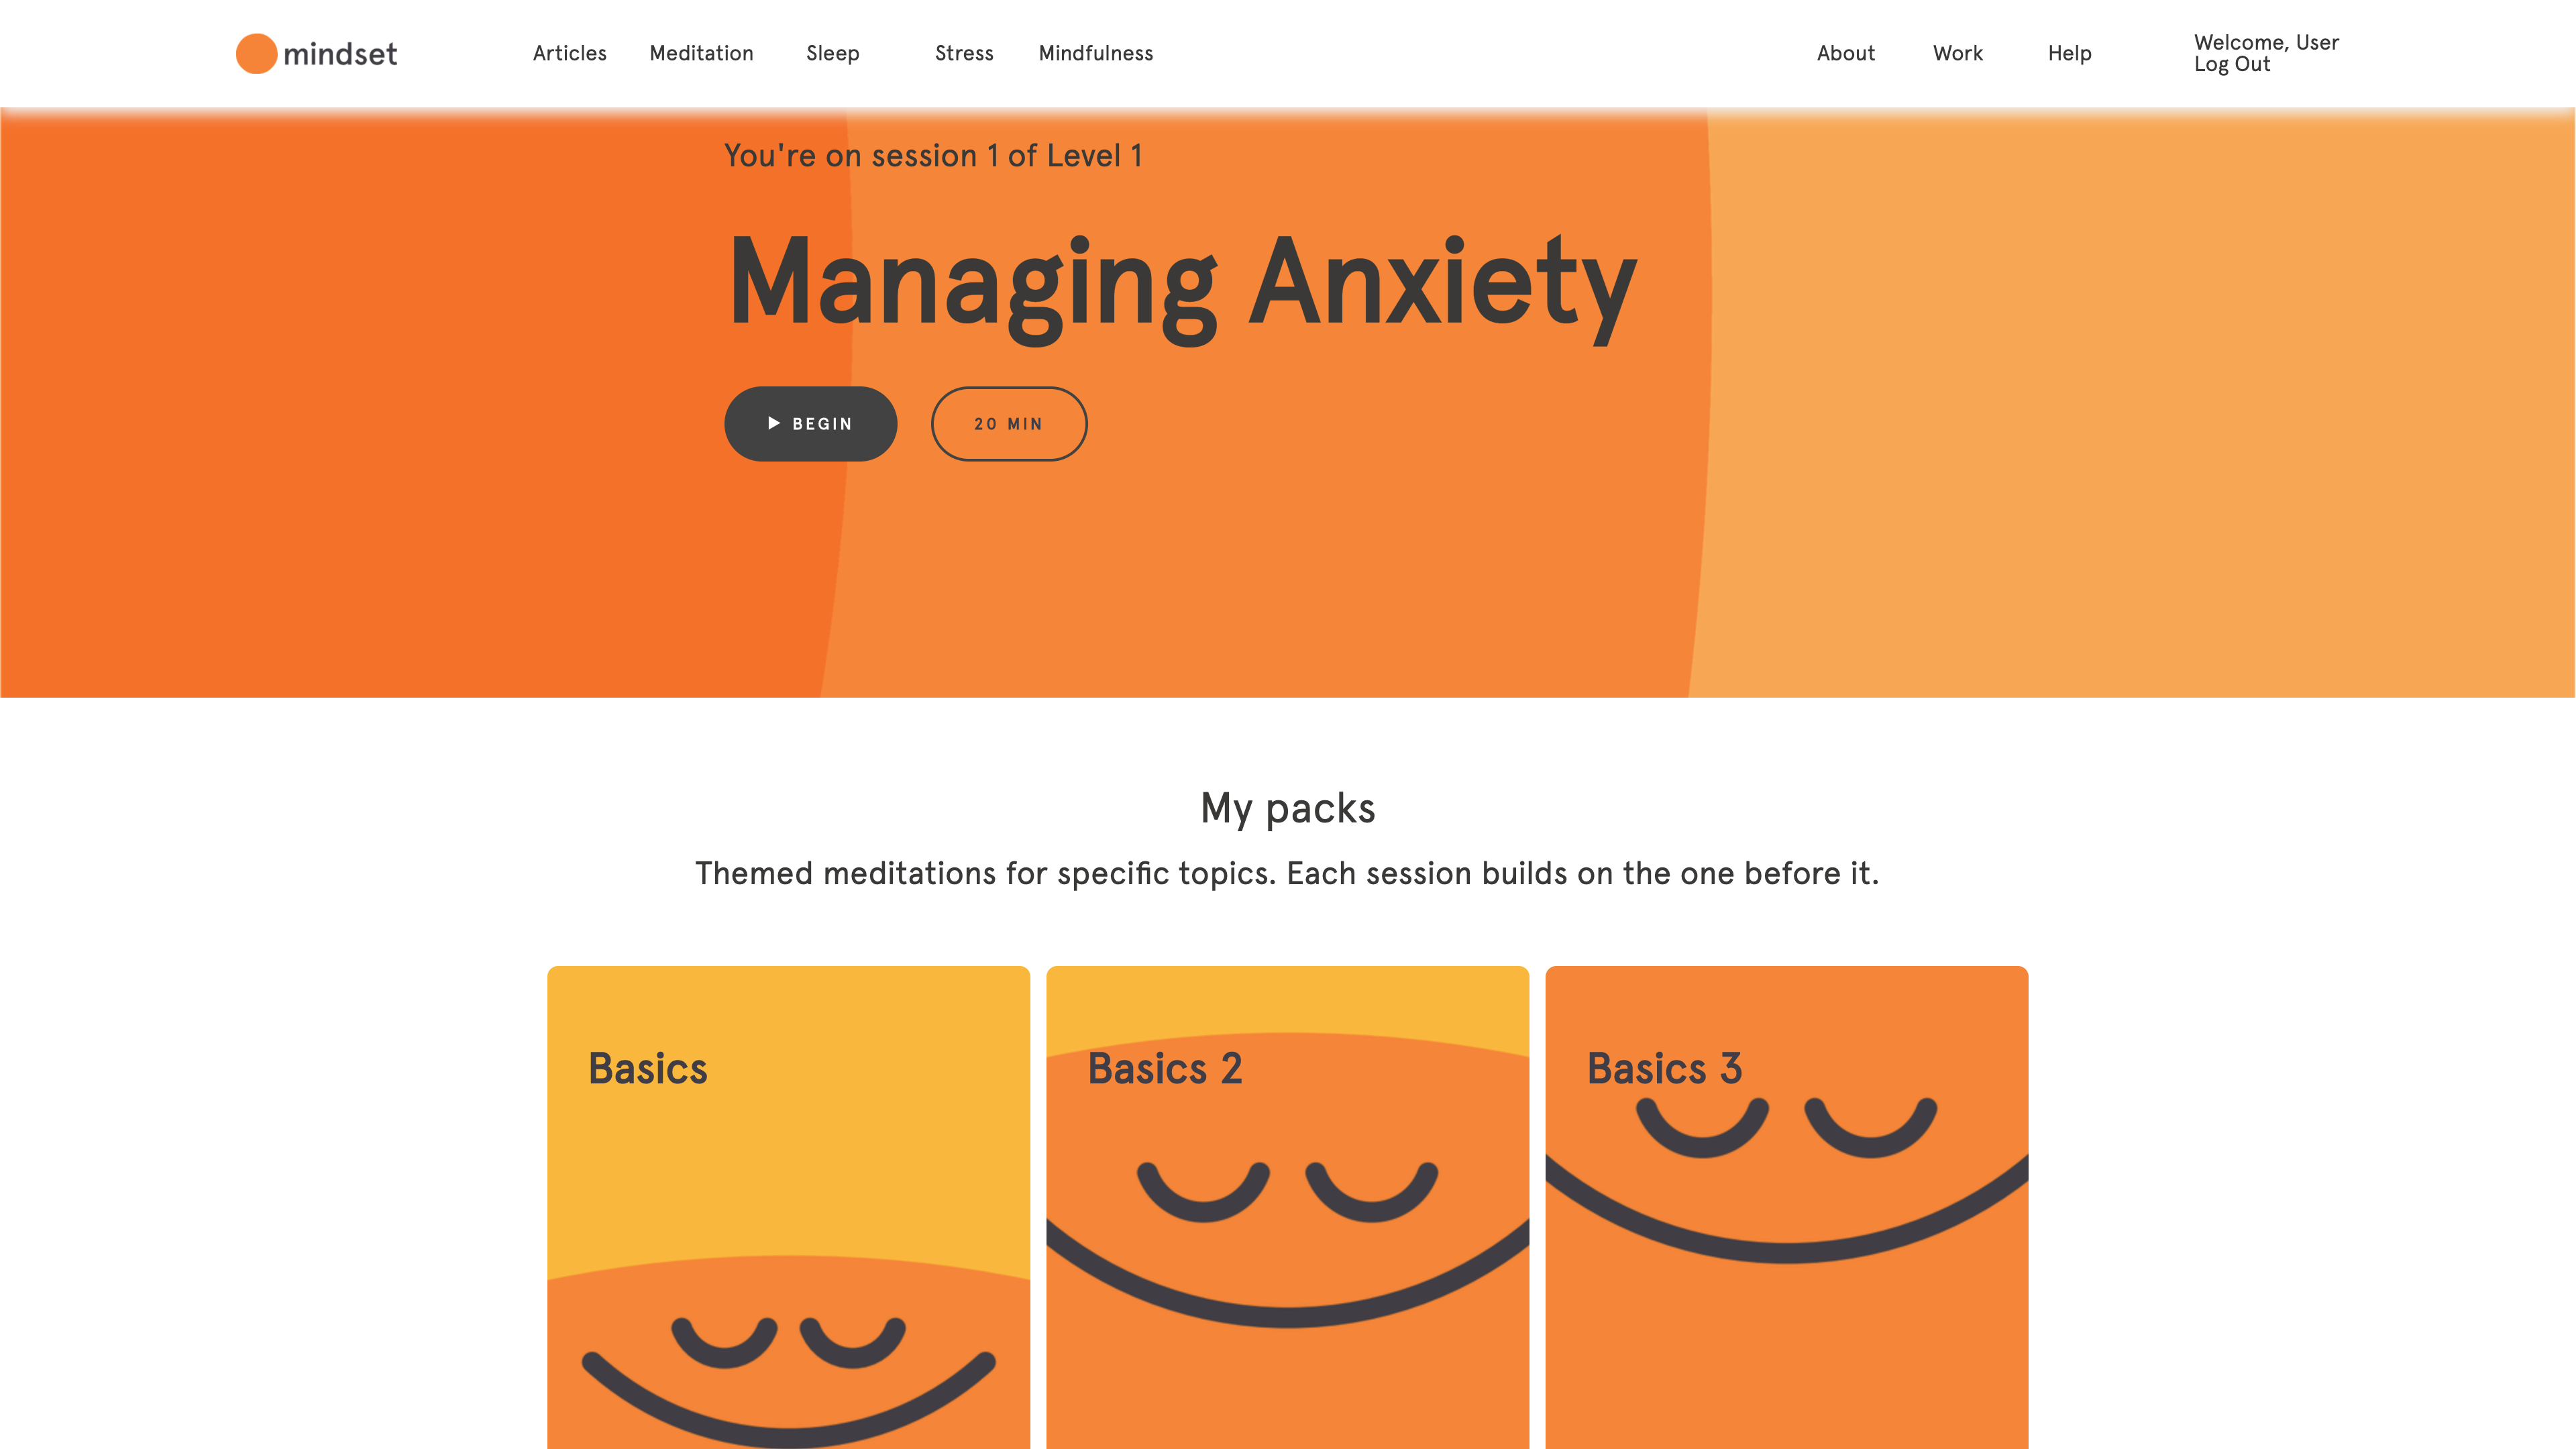 mindset
Articles
Meditation
Sleep
Stress
Mindfulness
About
Work
Help
Welcome, User
Log Out
You're on session 1 of Level 1
Managing Anxiety
BEGIN
20 MIN
My packs
Themed meditations for specific topics. Each session builds on the one before it.
Basics
Basics 2
Basics 3